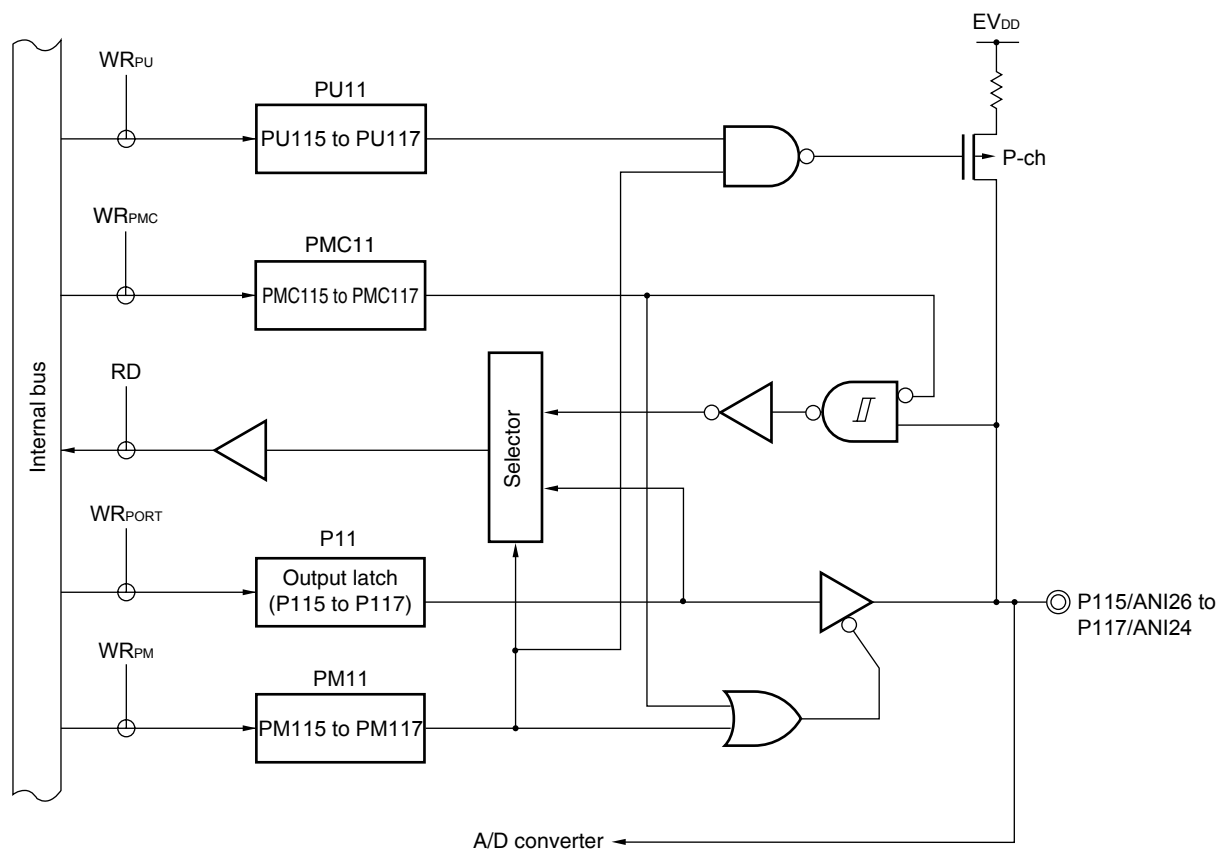 EVDD
WRPU
PU11
PU115 to PU117
P-ch
WRPMC
PMC11
PMC115 to PMC117
RD
Internal bus
Selector
WRPORT
P11
Output latch
(P115 to P117)
P115/ANI26 to
P117/ANI24
WRPM
PM11
PM115 to PM117
A/D converter